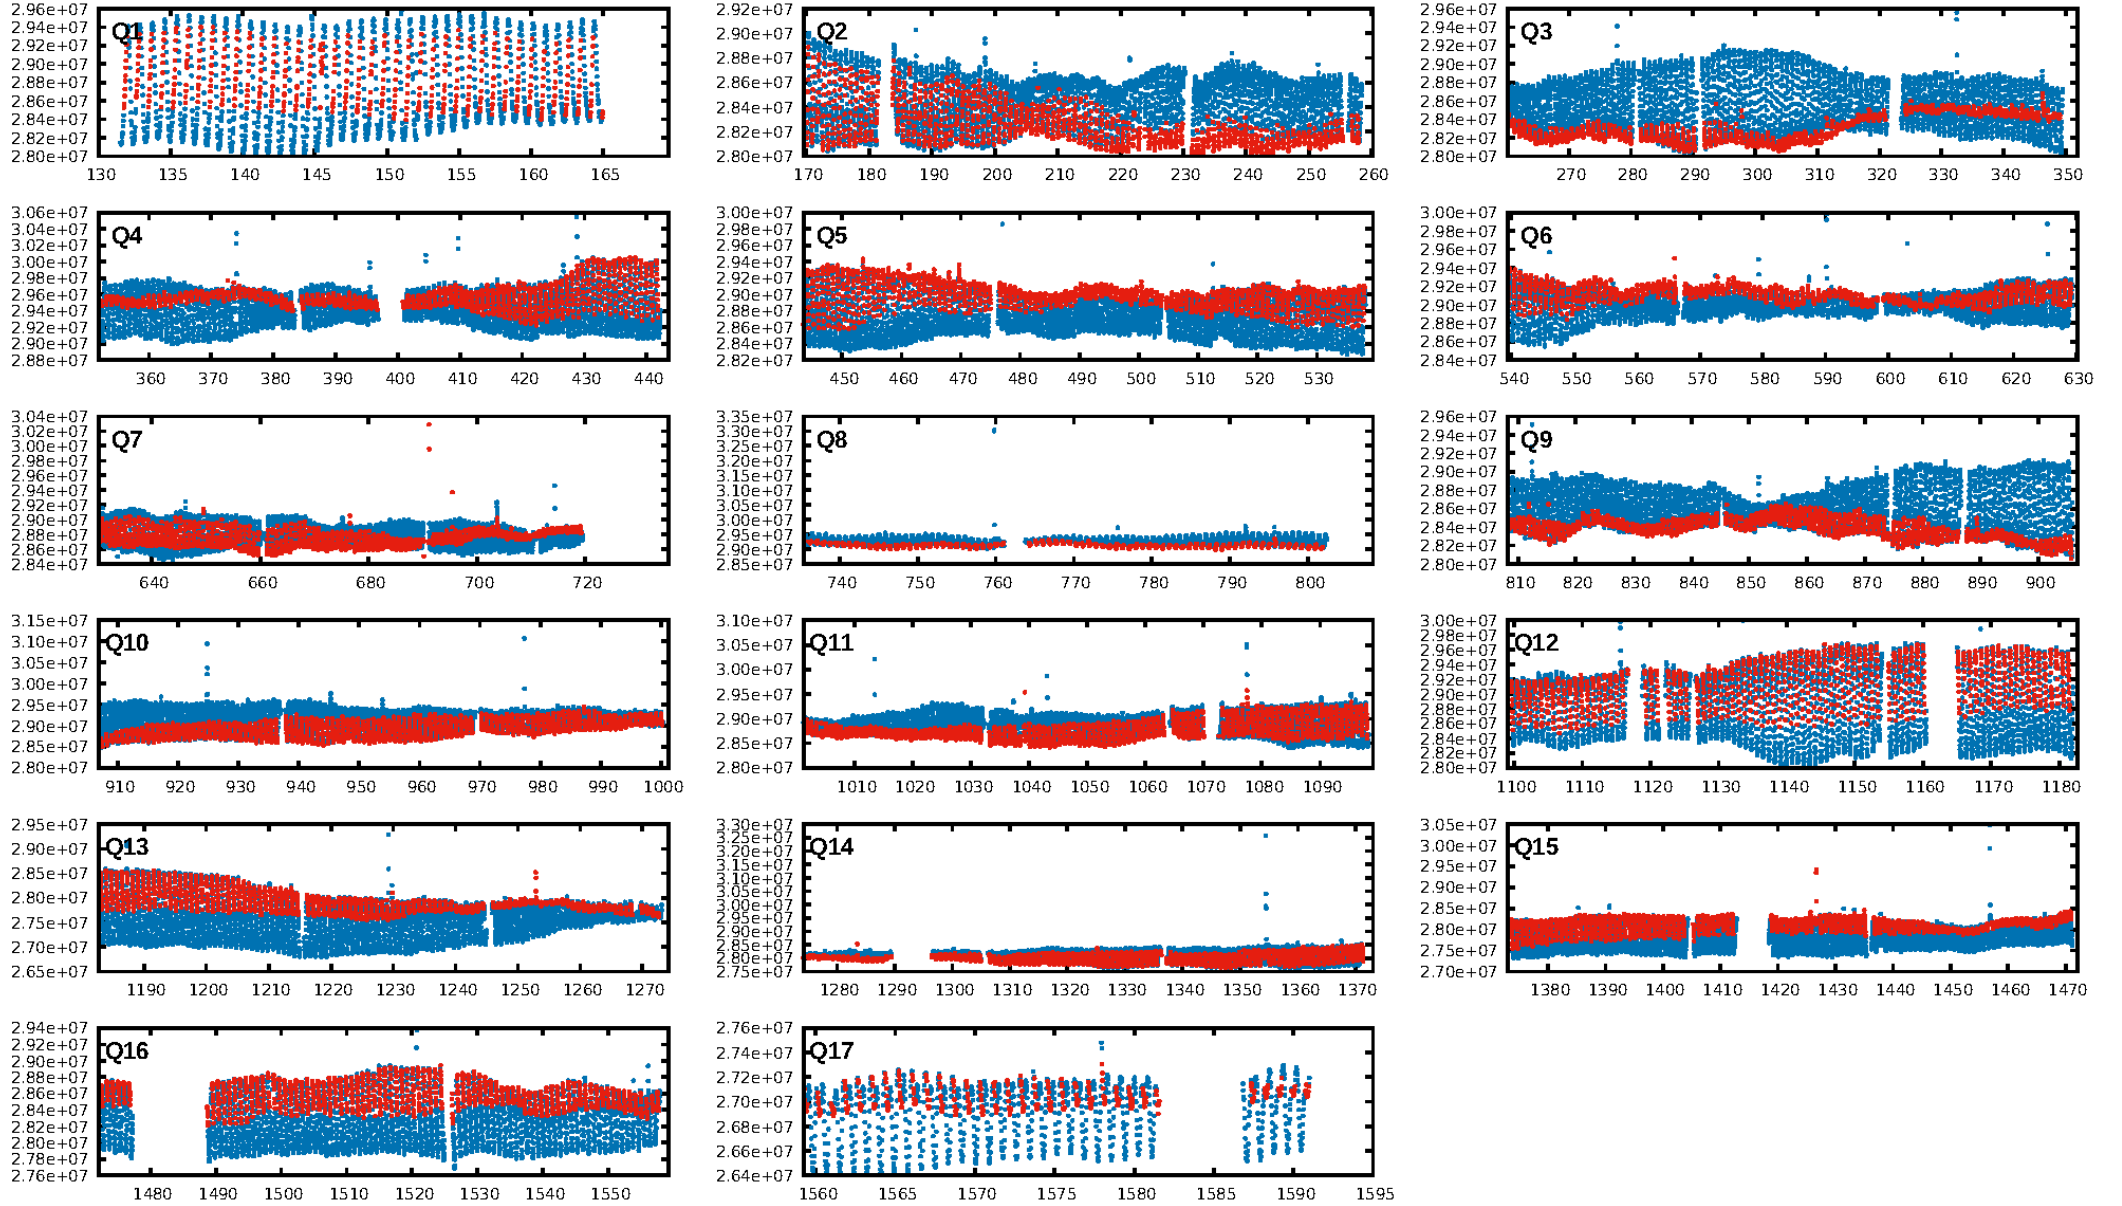 Q1
2.96e+07
2.94e+07
2.92e+07
2.90e+07
2.88e+07
2.86e+07
2.84e+07
2.82e+07
2.80e+07
130 135 140 145 150 155 160 165
Q2
2.92e+07
2.90e+07
2.88e+07
2.86e+07
2.84e+07
2.82e+07
2.80e+07
170 180 190 200 210 220 230 240 250 260
Q3
2.96e+07
2.94e+07
2.92e+07
2.90e+07
2.88e+07
2.86e+07
2.84e+07
2.82e+07
2.80e+07
270 280 290 300 310 320 330 340 350
Q4
3.06e+07
3.04e+07
3.02e+07
3.00e+07
2.98e+07
2.96e+07
2.94e+07
2.92e+07
2.90e+07
2.88e+07
360 370 380 390 400 410 420 430 440
Q5
3.00e+07
2.98e+07
2.96e+07
2.94e+07
2.92e+07
2.90e+07
2.88e+07
2.86e+07
2.84e+07
2.82e+07
450 460 470 480 490 500 510 520 530
Q6
3.00e+07
2.98e+07
2.96e+07
2.94e+07
2.92e+07
2.90e+07
2.88e+07
2.86e+07
2.84e+07
540 550 560 570 580 590 600 610 620 630
Q7
3.04e+07
3.02e+07
3.00e+07
2.98e+07
2.96e+07
2.94e+07
2.92e+07
2.90e+07
2.88e+07
2.86e+07
2.84e+07
640 660 680 700 720
Q8
3.35e+07
3.30e+07
3.25e+07
3.20e+07
3.15e+07
3.10e+07
3.05e+07
3.00e+07
2.95e+07
2.90e+07
2.85e+07
740 750 760 770 780 790 800
Q9
2.96e+07
2.94e+07
2.92e+07
2.90e+07
2.88e+07
2.86e+07
2.84e+07
2.82e+07
2.80e+07
810 820 830 840 850 860 870 880 890 900
Q10
3.15e+07
3.10e+07
3.05e+07
3.00e+07
2.95e+07
2.90e+07
2.85e+07
2.80e+07
910 920 930 940 950 960 970 980 990 1000
Q11
3.10e+07
3.05e+07
3.00e+07
2.95e+07
2.90e+07
2.85e+07
2.80e+07
1010 1020 1030 1040 1050 1060 1070 1080 1090
Q12
3.00e+07
2.98e+07
2.96e+07
2.94e+07
2.92e+07
2.90e+07
2.88e+07
2.86e+07
2.84e+07
2.82e+07
2.80e+07
1100 1110 1120 1130 1140 1150 1160 1170 1180
Q13
2.95e+07
2.90e+07
2.85e+07
2.80e+07
2.75e+07
2.70e+07
2.65e+07
1190 1200 1210 1220 1230 1240 1250 1260 1270
Q14
3.30e+07
3.25e+07
3.20e+07
3.15e+07
3.10e+07
3.05e+07
3.00e+07
2.95e+07
2.90e+07
2.85e+07
2.80e+07
2.75e+07
1280 1290 1300 1310 1320 1330 1340 1350 1360 1370
Q15
3.05e+07
3.00e+07
2.95e+07
2.90e+07
2.85e+07
2.80e+07
2.75e+07
2.70e+07
1380 1390 1400 1410 1420 1430 1440 1450 1460 1470
Q16
2.94e+07
2.92e+07
2.90e+07
2.88e+07
2.86e+07
2.84e+07
2.82e+07
2.80e+07
2.78e+07
2.76e+07
1480 1490 1500 1510 1520 1530 1540 1550
Q17
2.76e+07
2.74e+07
2.72e+07
2.70e+07
2.68e+07
2.66e+07
2.64e+07
1560 1565 1570 1575 1580 1585 1590 1595